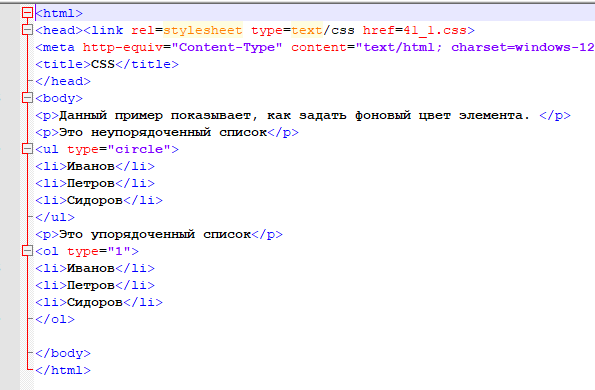 <html>
<head><link rel=stylesheet type=text/css href=41_1.css>
<meta http-equiv="Content-Type" content="text/html; charset=windows-12
<title>CSS</title>
</head>
<body>
<p>Данный пример показывает, как задать фоновый цвет элемента. </p>
<p>Это неупорядоченный список</p>
<ul type="circle">
<li>Иванов</li>
<li>Петров</li>
<li>Сидоров</li>
</ul>
<p>Это упорядоченный список</p>
<ol type="1">
<li>Иванов</li>
<li>Петров</li>
<li>Сидоров</li>
</ol>
</body>
</html>